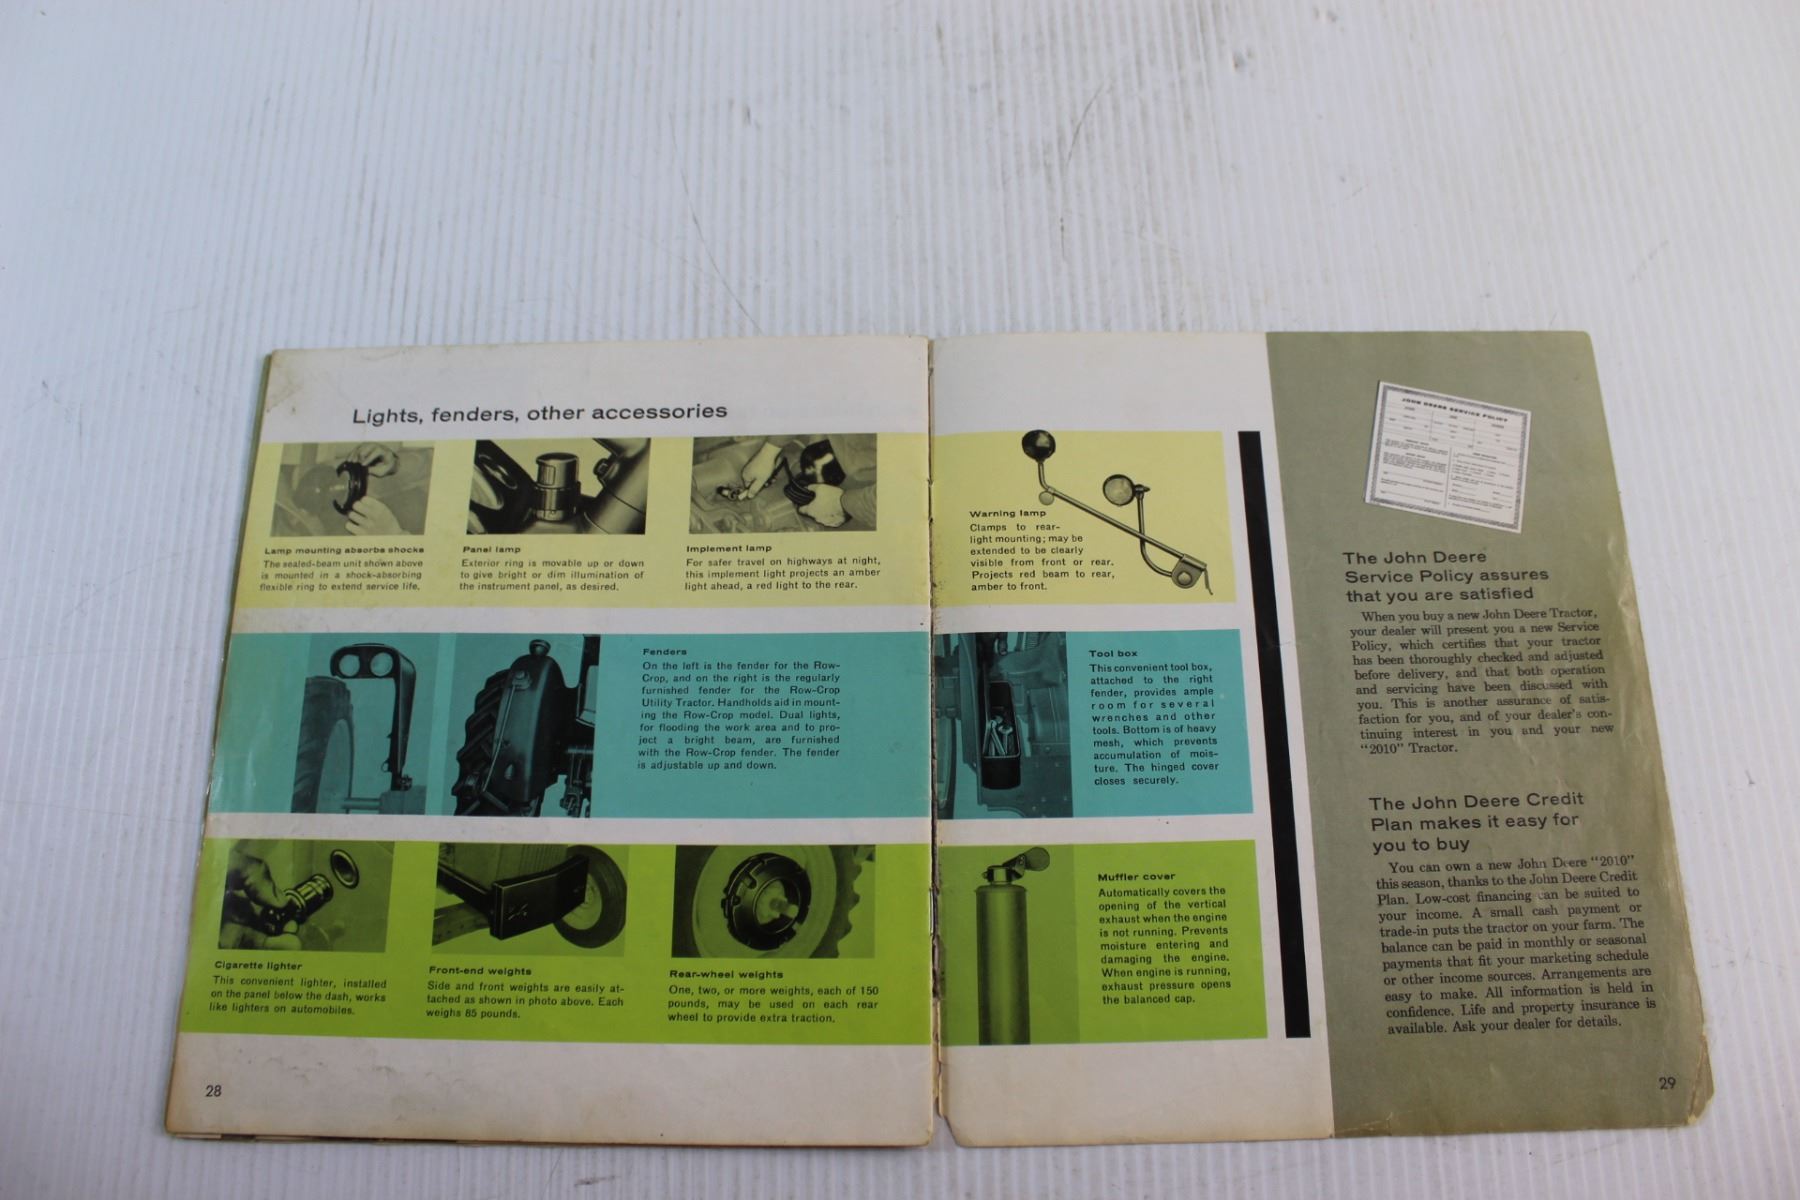 Lights, fenders, other accessories
Lamp mounting absorbs shocks
The sealed-beam unit shown above
is mounted in a shock-absorbing
flexible ring to extend service life.
Panel lamp
Exterior ring is movable up or down
to give bright or dim illumination of
the instrument panel, as desired.
Implement lamp
For safer travel on highways at night,
this implement light projects an amber
light ahead, a red light to the rear.
Fenders
On the left is the fender for the Row-
Crop, and on the right is the regularly
furnished fender for the Row-Crop
Utility Tractor. Handholds aid in mount-
ing the Row-Crop model. Dual lights,
for flooding the work area and to pro-
ject a bright beam, are furnished
with the Row-Crop fender. The fender
is adjustable up and down.
Cigarette lighter
This convenient lighter, installed
on the panel below the dash, works
like lighters on automobiles.
Front-end weights
Side and front weights are easily at-
tached as shown in photo above. Each
weighs 85 pounds.
Rear-wheel weights
One, two, or more weights, each of 150
pounds, may be used on each rear
wheel to provide extra traction.
28
Warning lamp
Clamps to rear-
light mounting; may be
extended to be clearly
visible from front or rear.
Projects red beam to rear,
amber to front.
Tool box
This convenient tool box,
attached to the right
fender, provides ample
room for several
wrenches and other
tools. Bottom is of heavy
mesh, which prevents
accumulation of mois-
ture. The hinged cover
closes securely.
Muffler cover
Automatically covers the
opening of the vertical
exhaust when the engine
is not running. Prevents
moisture entering and
damaging the engine.
When engine is running,
exhaust pressure opens
the balanced cap.
JOHN DEERE SERVICE POLICY
The John Deere
Service Policy assures
that you are satisfied
When you buy a new John Deere Tractor,
your dealer will present you a new Service
Policy, which certifies that your tractor
has been thoroughly checked and adjusted
before delivery, and that both operation
and servicing have been discussed with
you. This is another assurance of satis-
faction for you, and of your dealer's con-
tinuing interest in you and your new
"2010" Tractor.
The John Deere Credit
Plan makes it easy for
you to buy
You can own a new John Deere "2010"
this season, thanks to the John Deere Credit
Plan. Low-cost financing can be suited to
your income. A small cash payment or
trade-in puts the tractor on your farm. The
balance can be paid in monthly or seasonal
payments that fit your marketing schedule
or other income sources. Arrangements are
easy to make. All information is held in
confidence. Life and property insurance is
available. Ask your dealer for details.
29